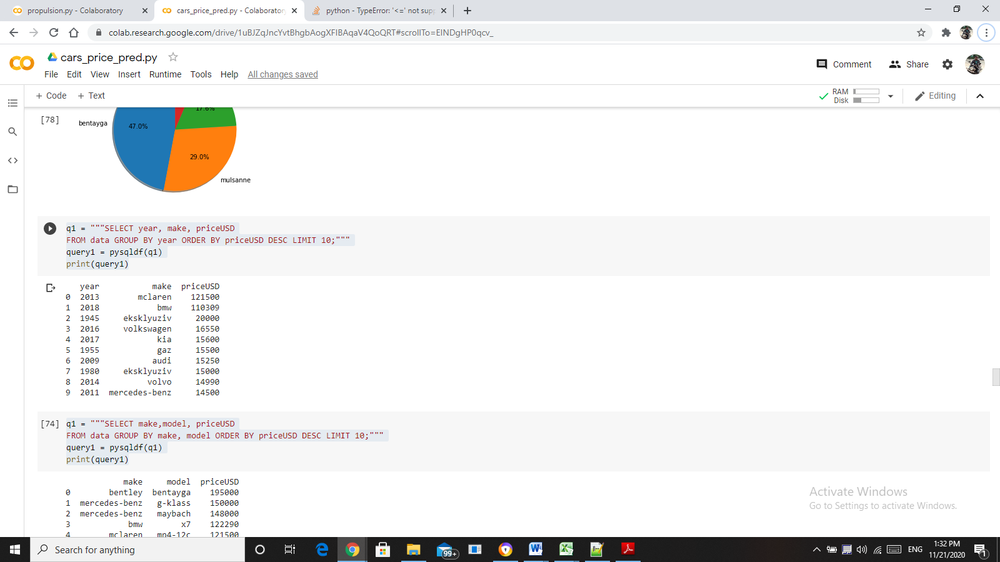 propulsion.py - Colaboratory
cars_price_pred.py - Colaboratory
python - TypeError: '<=' not supp
colab.research.google.com/drive/1uBJZqJncYvtBhgbAogXFIBAqaV4QoQRT#scrollTo=EINDgHP0qcv_
cars_price_pred.py
File Edit View Insert Runtime Tools Help All changes saved
Comment Share
+ Code + Text
RAM
Disk
Editing
[78]
17.6%
bentayga
47.0%
29.0%
mulsanne
q1 = """SELECT year, make, priceUSD
FROM data GROUP BY year ORDER BY priceUSD DESC LIMIT 10;"""
query1 = pysqldf(q1)
print(query1)
year make priceUSD
0 2013 mclaren 121500
1 2018 bmw 110309
2 1945 eksklyuziv 20000
3 2016 volkswagen 16550
4 2017 kia 15600
5 1955 gaz 15500
6 2009 audi 15250
7 1980 eksklyuziv 15000
8 2014 volvo 14990
9 2011 mercedes-benz 14500
[74] q1 = """SELECT make,model, priceUSD
FROM data GROUP BY make, model ORDER BY priceUSD DESC LIMIT 10;"""
query1 = pysqldf(q1)
print(query1)
make model priceUSD
0 bentley bentayga 195000
1 mercedes-benz g-klass 150000
2 mercedes-benz maybach 148000
3 bmw x7 122290
4 mclaren mp4-12c 121500
Activate Windows
Go to Settings to activate Windows.
Search for anything
99+
ENG
1:32 PM
11/21/2020
1